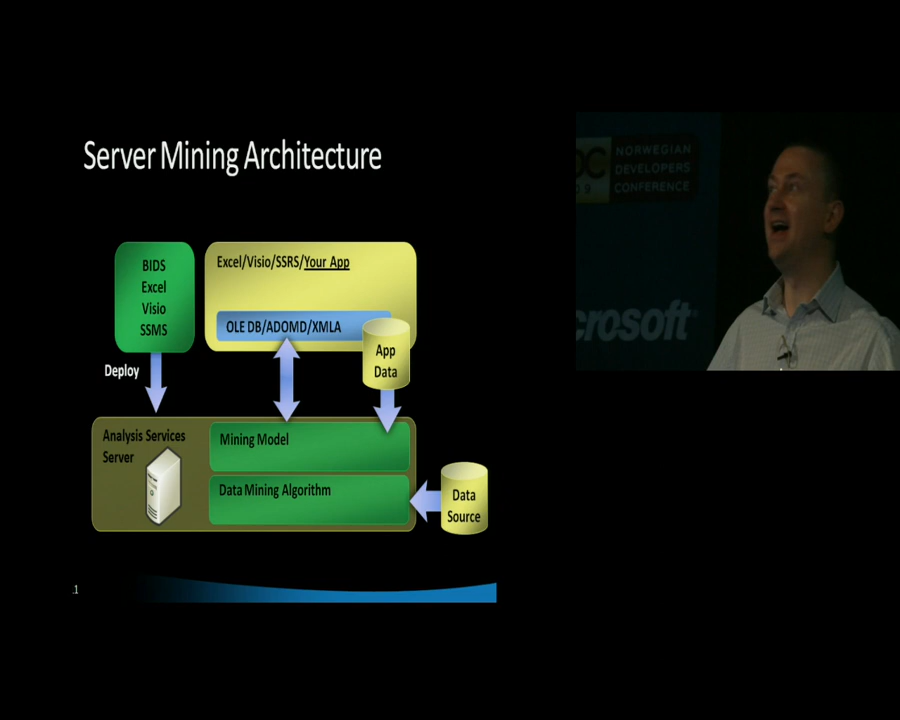 Server Mining Architecture
BIDS
Excel
Visio
SSMS
Excel/Visio/SSRS/Your App
OLE DB/ADOMD/XMLA
App
Data
Deploy
Analysis Services
Server
Mining Model
Data Mining Algorithm
Data
Source
.1
NORWEGIAN
DEVELOPERS
CONFERENCE
crosoft